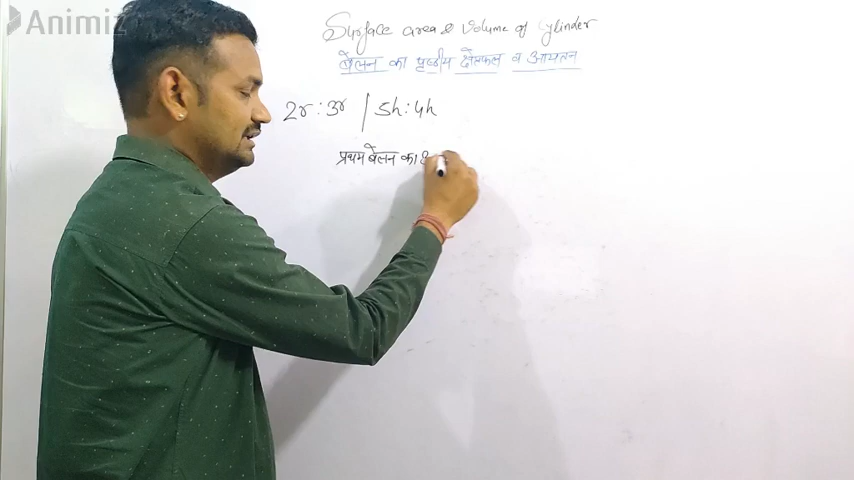 Animiz
Surface area & Volume of Cylinder
बेलन का पृष्ठीय क्षेत्रफल व आयतन
2r : 3r | 5h : 4h
प्रथम बेलन का